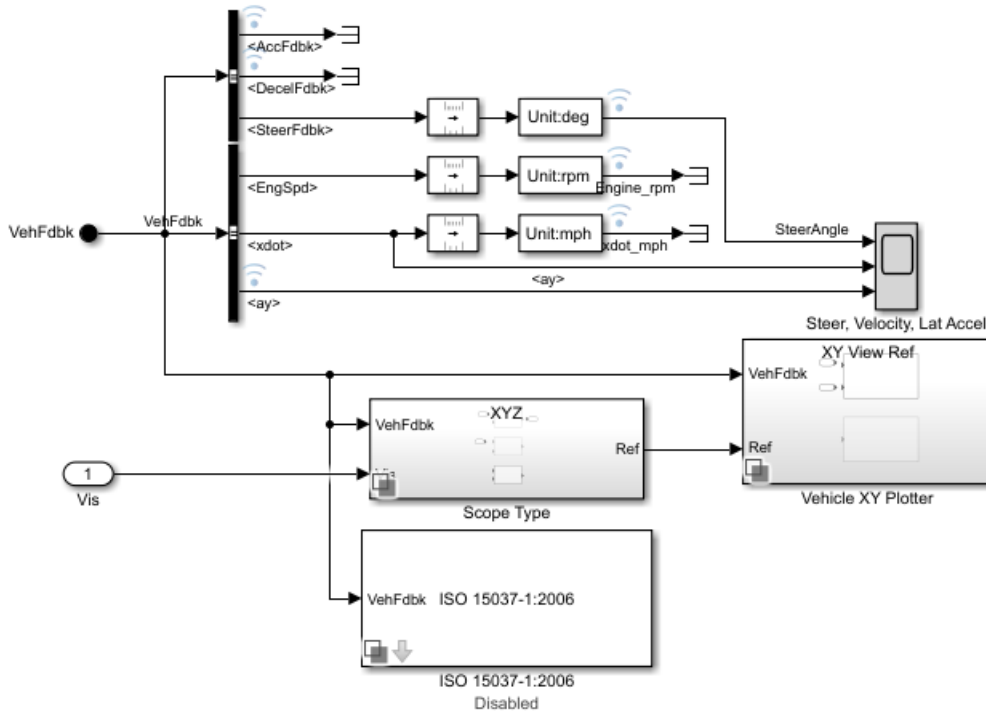 <AccFdbk>
<DecelFdbk>
<SteerFdbk>
Unit:deg
<EngSpd>
Unit:rpm
Engine_rpm
VehFdbk
VehFdbk
<xdot>
Unit:mph
xdot_mph
SteerAngle
<ay>
<ay>
Steer, Velocity, Lat Accel
XY View Ref
VehFdbk
Ref
Vehicle XY Plotter
XYZ
VehFdbk
Ref
Scope Type
1
Vis
VehFdbk
ISO 15037-1:2006
ISO 15037-1:2006
Disabled